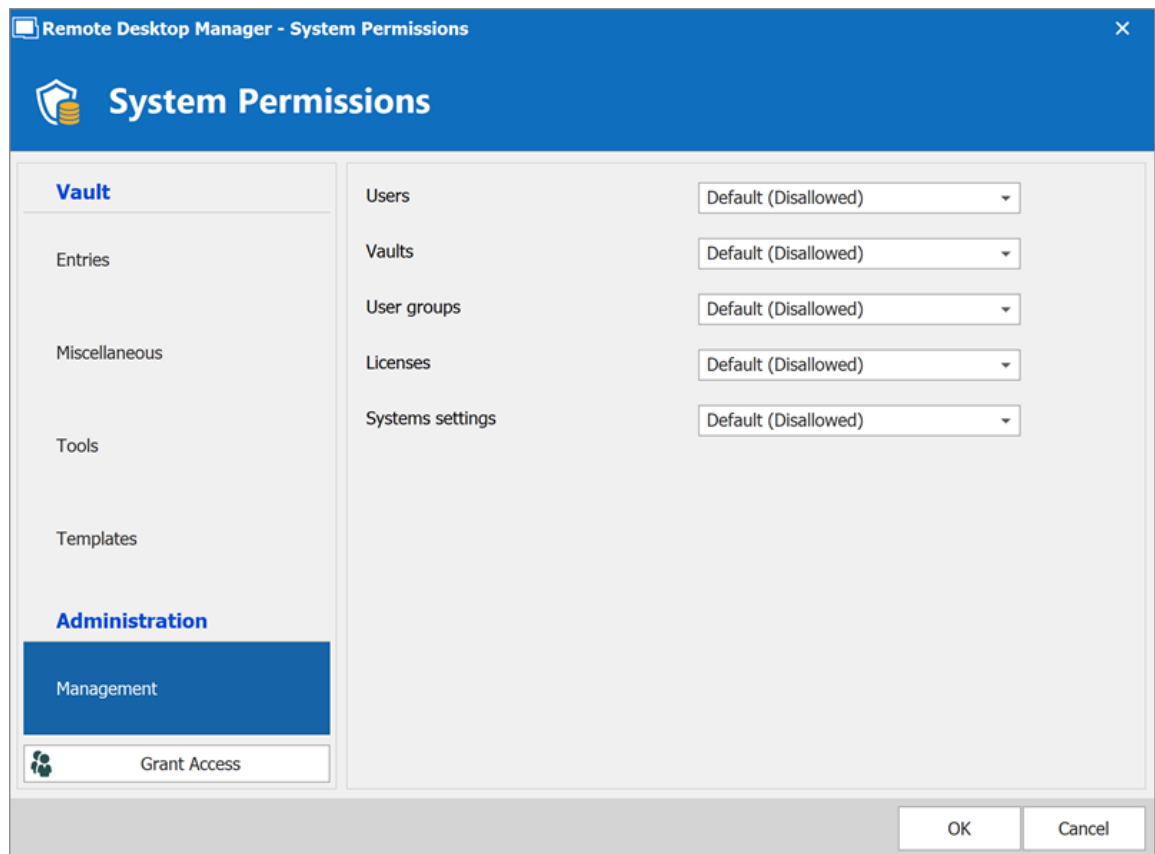 Remote Desktop Manager - System Permissions
System Permissions
Vault
Entries
Miscellaneous
Tools
Templates
Administration
Management
Grant Access
Users Default (Disallowed)
Vaults Default (Disallowed)
User groups Default (Disallowed)
Licenses Default (Disallowed)
Systems settings Default (Disallowed)
OK Cancel